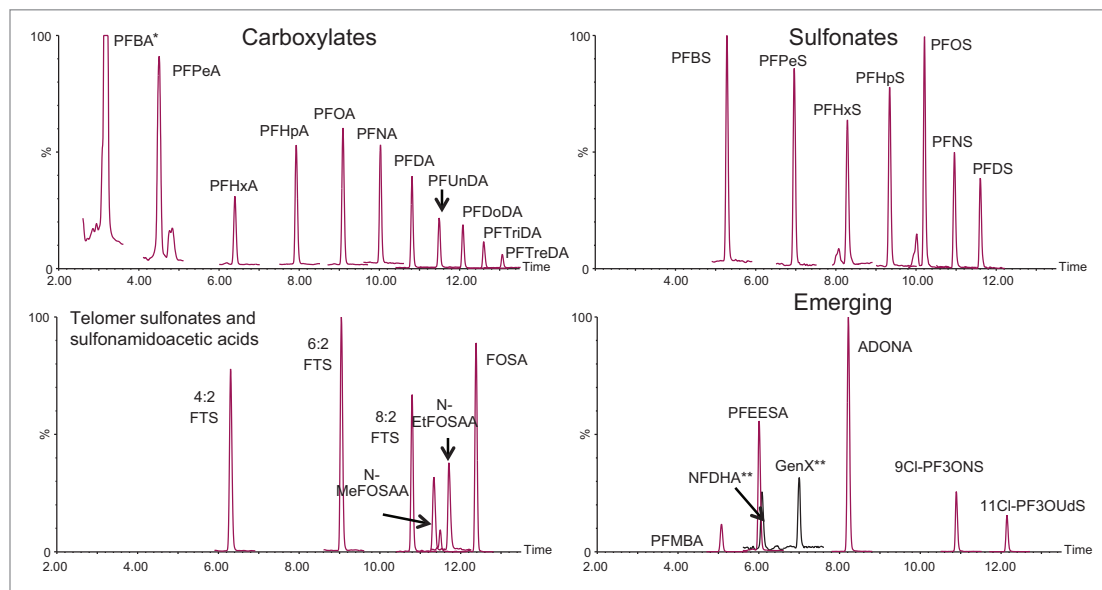 Carboxylates
100
%
0
PFBA*
PFPeA
PFHxA
PFHpA
PFOA
PFNA
PFDA
PFUnDA
PFDoDA
PFTriDA
PFTreDA
Time
2.00 4.00 6.00 8.00 10.00 12.00
Sulfonates
100
%
0
PFBS
PFPeS
PFHxS
PFHpS
PFOS
PFNS
PFDS
Time
2.00 4.00 6.00 8.00 10.00 12.00
Telomer sulfonates and
sulfonamidoacetic acids
100
%
0
4:2
FTS
6:2
FTS
8:2
FTS
N-
MeFOSAA
N-
EtFOSAA
FOSA
Time
2.00 4.00 6.00 8.00 10.00 12.00
Emerging
100
%
0
PFMBA
PFEESA
NFDHA**
GenX**
ADONA
9Cl-PF3ONS
11Cl-PF3OUdS
Time
2.00 4.00 6.00 8.00 10.00 12.00